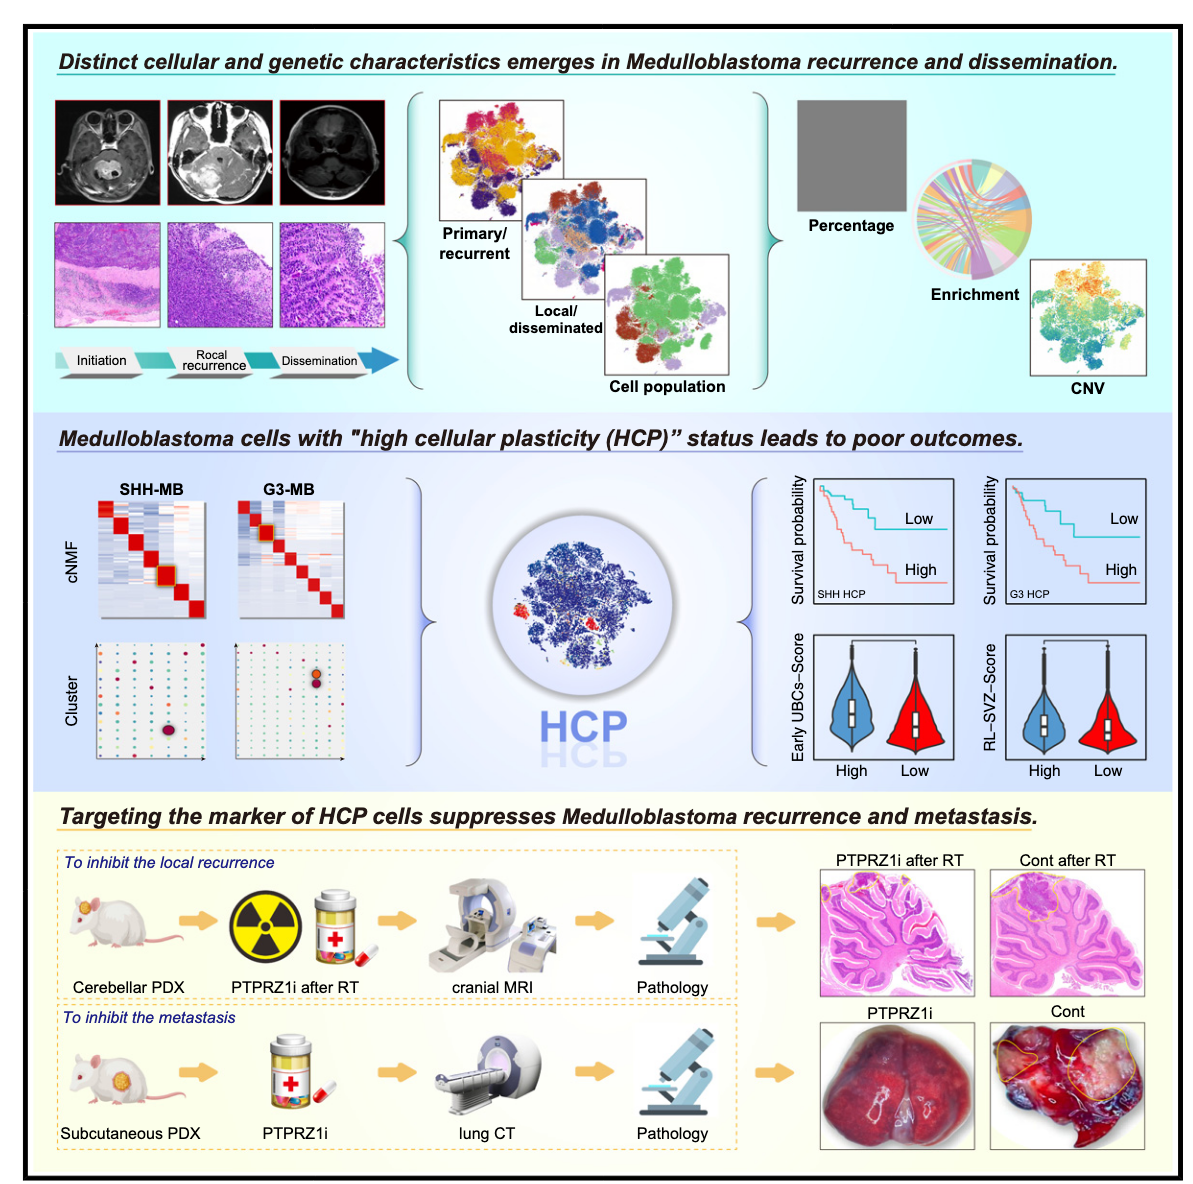 Distinct cellular and genetic characteristics emerges in Medulloblastoma recurrence and dissemination.
Primary/
recurrent
Local/
disseminated
Cell population
Percentage
Enrichment
CNV
Initiation
Rocal
recurrence
Dissemination
Medulloblastoma cells with "high cellular plasticity (HCP)” status leads to poor outcomes.
SHH-MB
G3-MB
cNMF
Cluster
HCP
Survival probability
Low
High
SHH HCP
Survival probability
Low
High
G3 HCP
Early UBCs–Score
High
Low
RL–SVZ–Score
High
Low
Targeting the marker of HCP cells suppresses Medulloblastoma recurrence and metastasis.
To inhibit the local recurrence
Cerebellar PDX
PTPRZ1i after RT
cranial MRI
Pathology
PTPRZ1i after RT
Cont after RT
To inhibit the metastasis
Subcutaneous PDX
PTPRZ1i
lung CT
Pathology
PTPRZ1i
Cont